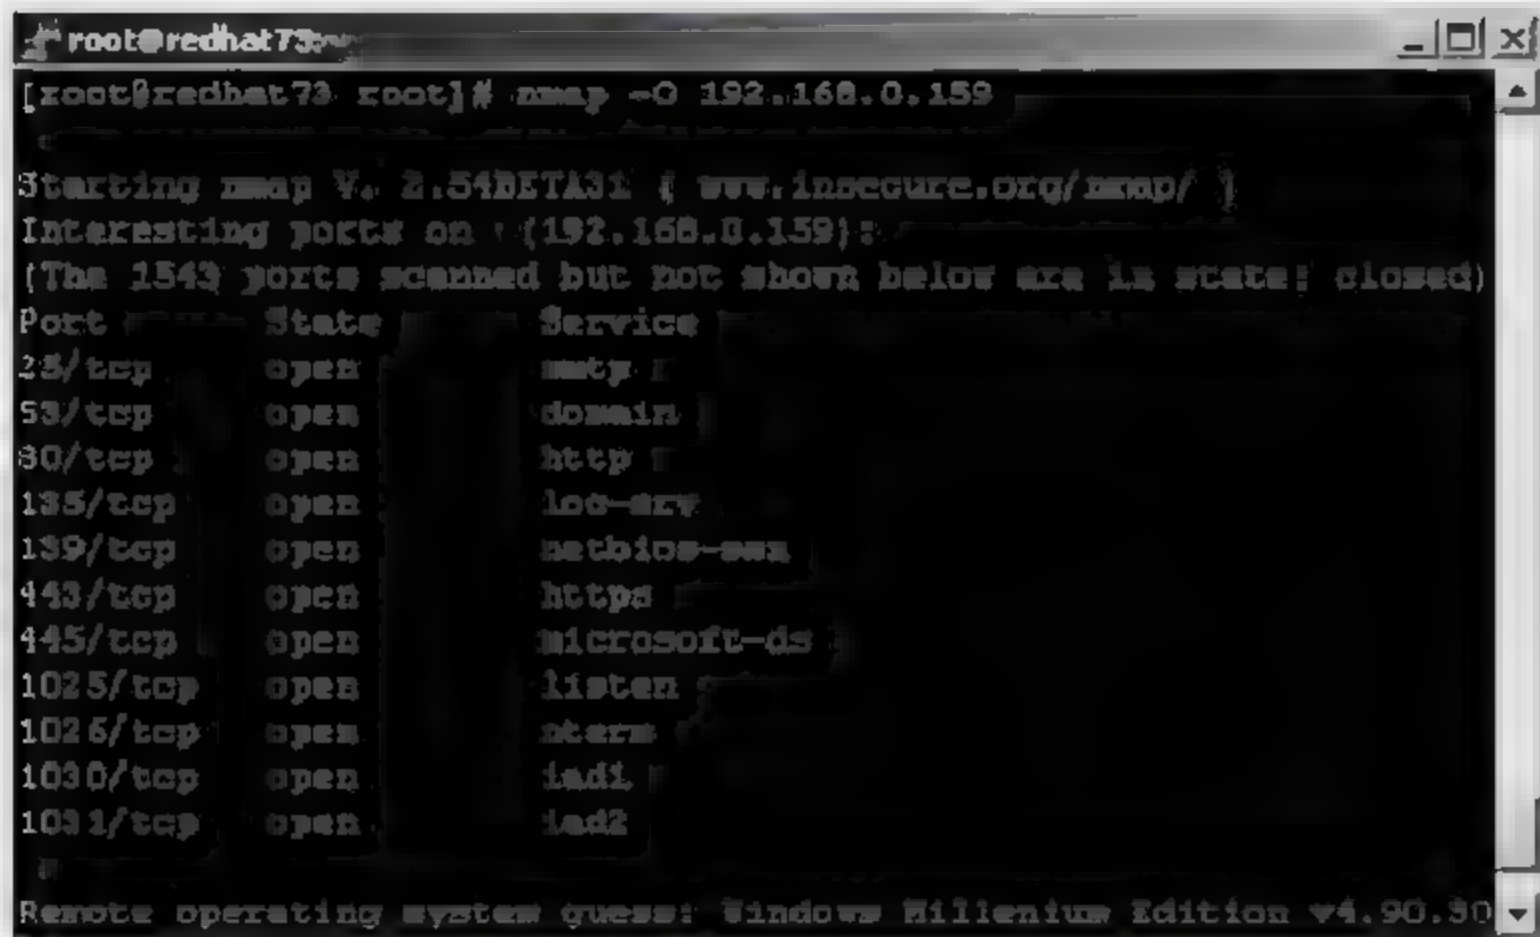 root@redhat73:
[root@redhat73 root]# nmap -O 192.168.0.159
Starting nmap V. 2.54BETA31 ( www.insecure.org/nmap/ )
Interesting ports on  (192.168.0.159):
(The 1543 ports scanned but not shown below are in state: closed)
Port State Service
25/tcp open smtp
53/tcp open domain
80/tcp open http
135/tcp open loc-srv
139/tcp open netbios-ssn
443/tcp open https
445/tcp open microsoft-ds
1025/tcp open listen
1026/tcp open nterm
1030/tcp open iad1
1031/tcp open iad2
Remote operating system guess: Windows Millenium Edition v4.90.30